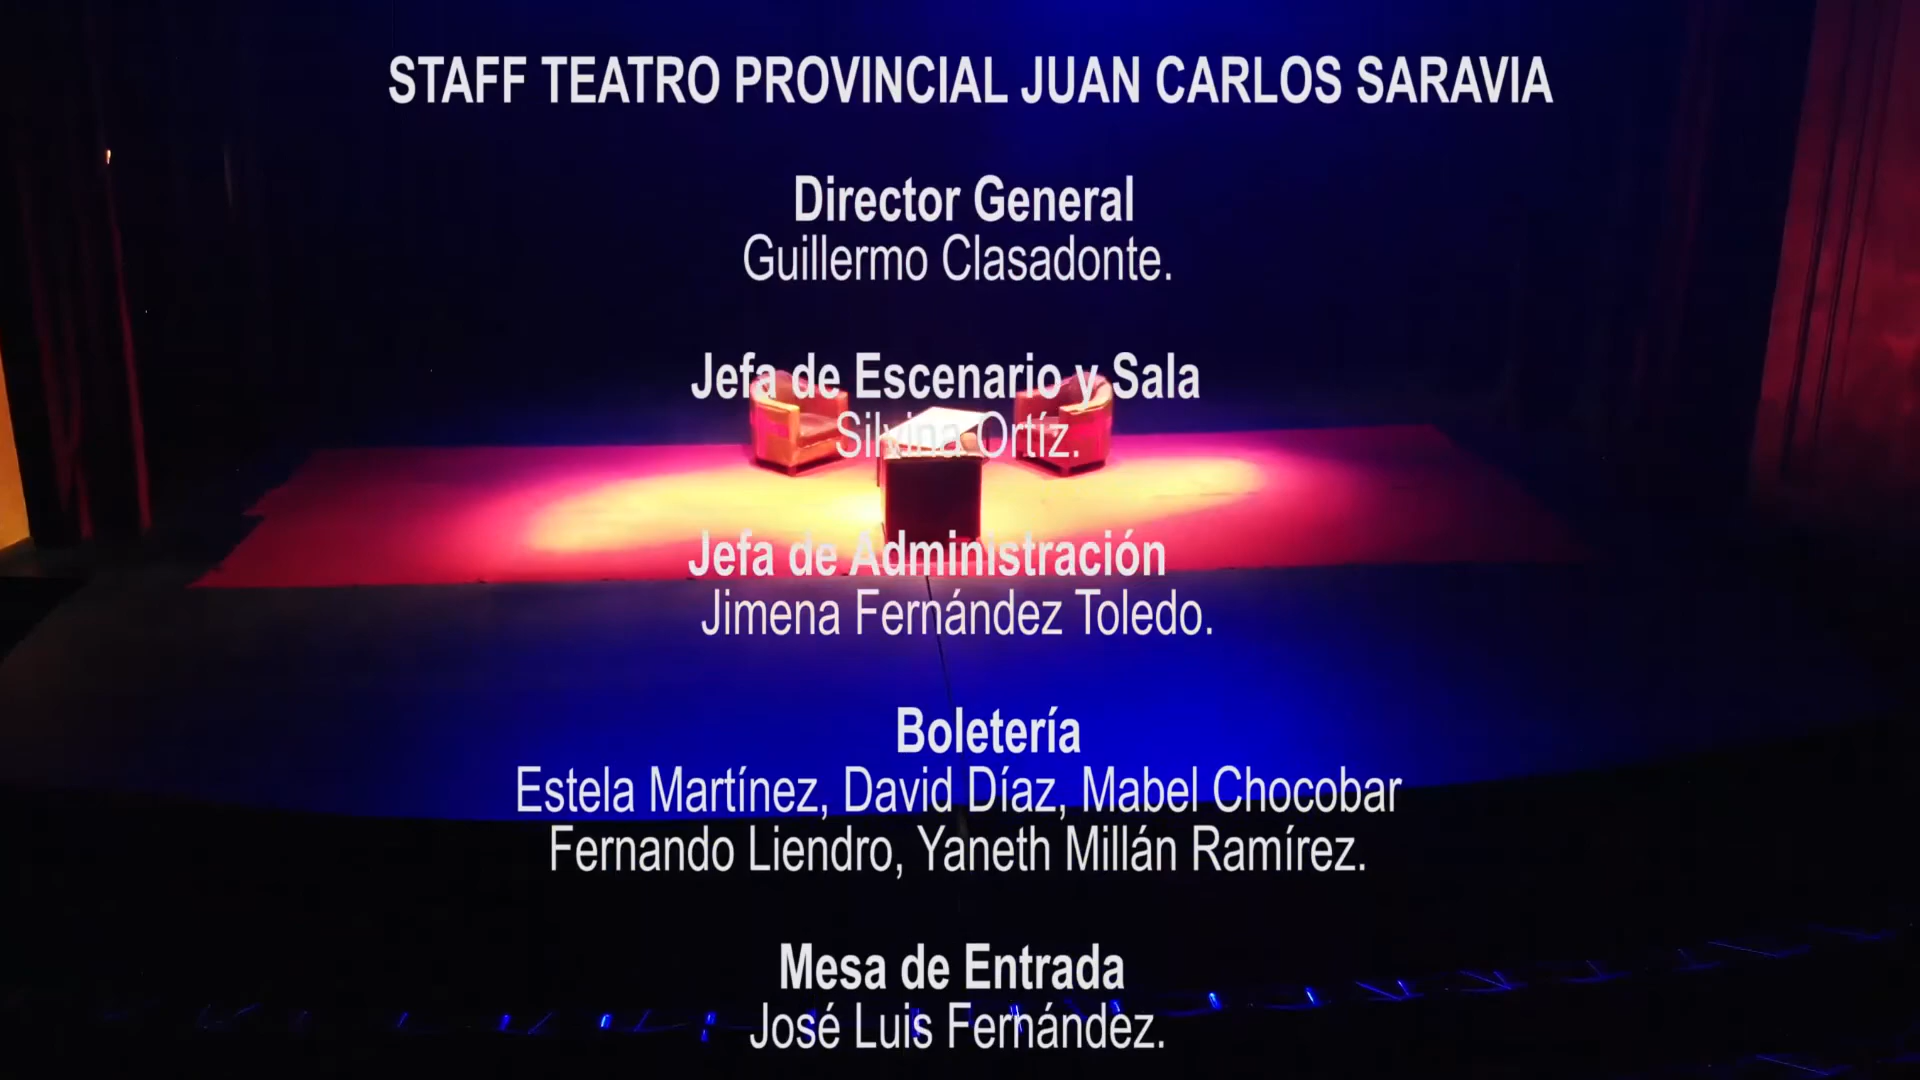 STAFF TEATRO PROVINCIAL JUAN CARLOS SARAVIA
Director General
Guillermo Clasadonte.
Jefa de Escenario y Sala
Silvina Ortíz.
Jefa de Administración
Jimena Fernández Toledo.
Boletería
Estela Martínez, David Díaz, Mabel Chocobar
Fernando Liendro, Yaneth Millán Ramírez.
Mesa de Entrada
José Luis Fernández.